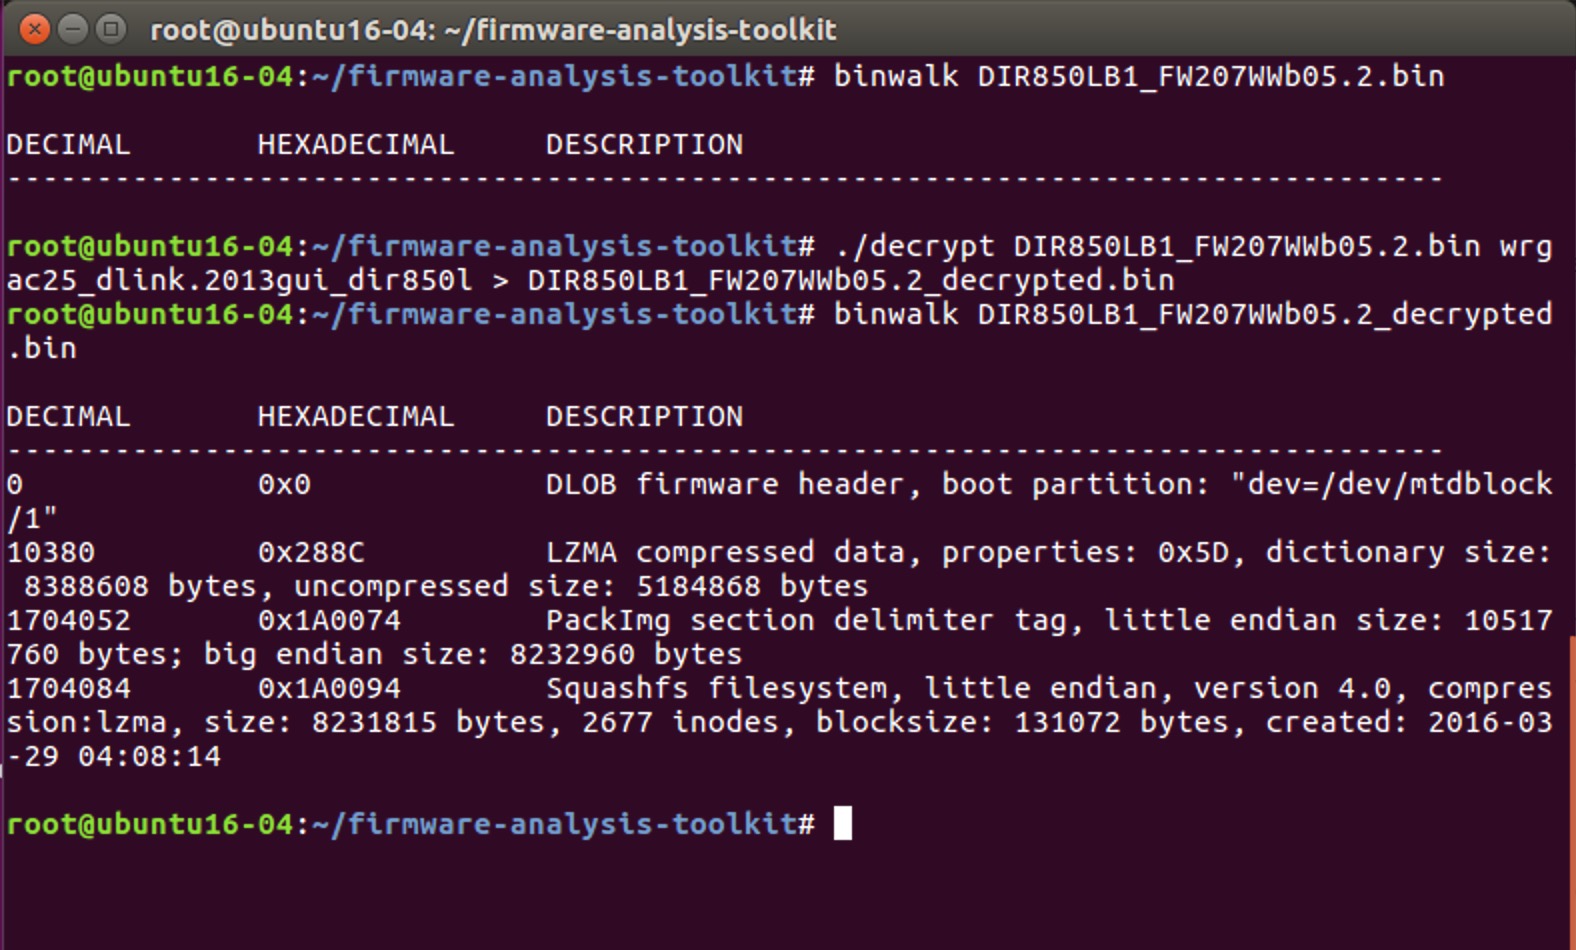 root@ubuntu16-04: ~/firmware-analysis-toolkit
root@ubuntu16-04:~/firmware-analysis-toolkit# binwalk DIR850LB1_FW207WWb05.2.bin
DECIMAL       HEXADECIMAL     DESCRIPTION
--------------------------------------------------------------------------------
root@ubuntu16-04:~/firmware-analysis-toolkit# ./decrypt DIR850LB1_FW207WWb05.2.bin wrg
ac25_dlink.2013gui_dir850l > DIR850LB1_FW207WWb05.2_decrypted.bin
root@ubuntu16-04:~/firmware-analysis-toolkit# binwalk DIR850LB1_FW207WWb05.2_decrypted
.bin
DECIMAL       HEXADECIMAL     DESCRIPTION
--------------------------------------------------------------------------------
0             0x0             DLOB firmware header, boot partition: "dev=/dev/mtdblock
/1"
10380         0x288C          LZMA compressed data, properties: 0x5D, dictionary size:
 8388608 bytes, uncompressed size: 5184868 bytes
1704052       0x1A0074        PackImg section delimiter tag, little endian size: 10517
760 bytes; big endian size: 8232960 bytes
1704084       0x1A0094        Squashfs filesystem, little endian, version 4.0, compres
sion:lzma, size: 8231815 bytes, 2677 inodes, blocksize: 131072 bytes, created: 2016-03
-29 04:08:14
root@ubuntu16-04:~/firmware-analysis-toolkit#